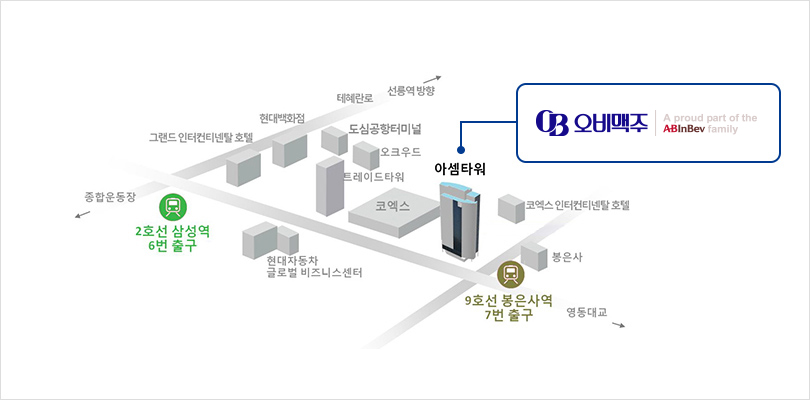 선릉역 방향
테헤란로
현대백화점
도심공항터미널
그랜드 인터컨티넨탈 호텔
오크우드
트레이드타워
아셈타워
OB 오비맥주
A proud part of the
ABInBev family
종합운동장
코엑스
코엑스 인터컨티넨탈 호텔
2호선 삼성역
6번 출구
현대자동차
글로벌 비즈니스센터
봉은사
9호선 봉은사역
7번 출구
영동대교